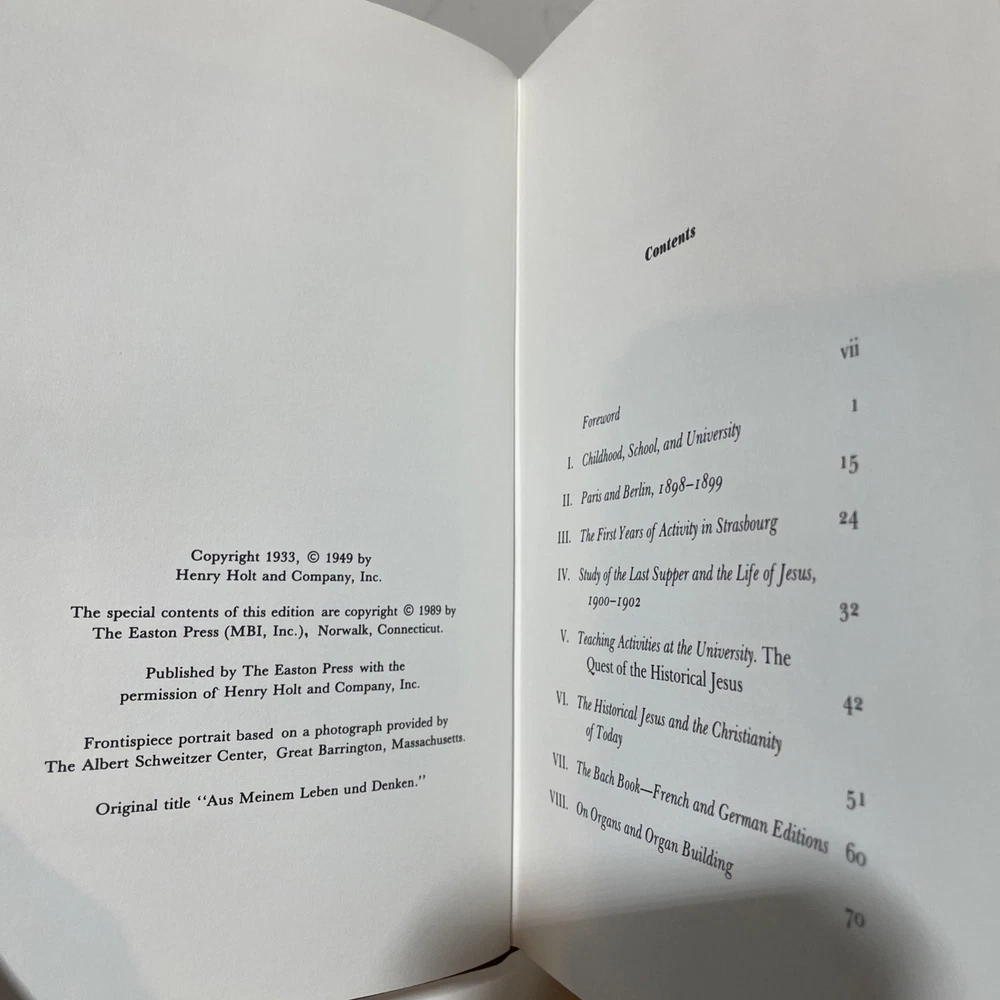 Copyright 1933, © 1949 by
Henry Holt and Company, Inc.
The special contents of this edition are copyright © 1989 by
The Easton Press (MBI, Inc.), Norwalk, Connecticut.
Published by The Easton Press with the
permission of Henry Holt and Company, Inc.
Frontispiece portrait based on a photograph provided by
The Albert Schweitzer Center, Great Barrington, Massachusetts.
Original title "Aus Meinem Leben und Denken."
Contents
Foreword vii
I. Childhood, School, and University 1
II. Paris and Berlin, 1898–1899 15
III. The First Years of Activity in Strasbourg 24
IV. Study of the Last Supper and the Life of Jesus,
1900–1902 32
V. Teaching Activities at the University. The
Quest of the Historical Jesus 42
VI. The Historical Jesus and the Christianity
of Today 51
VII. The Bach Book—French and German Editions 60
VIII. On Organs and Organ Building 70